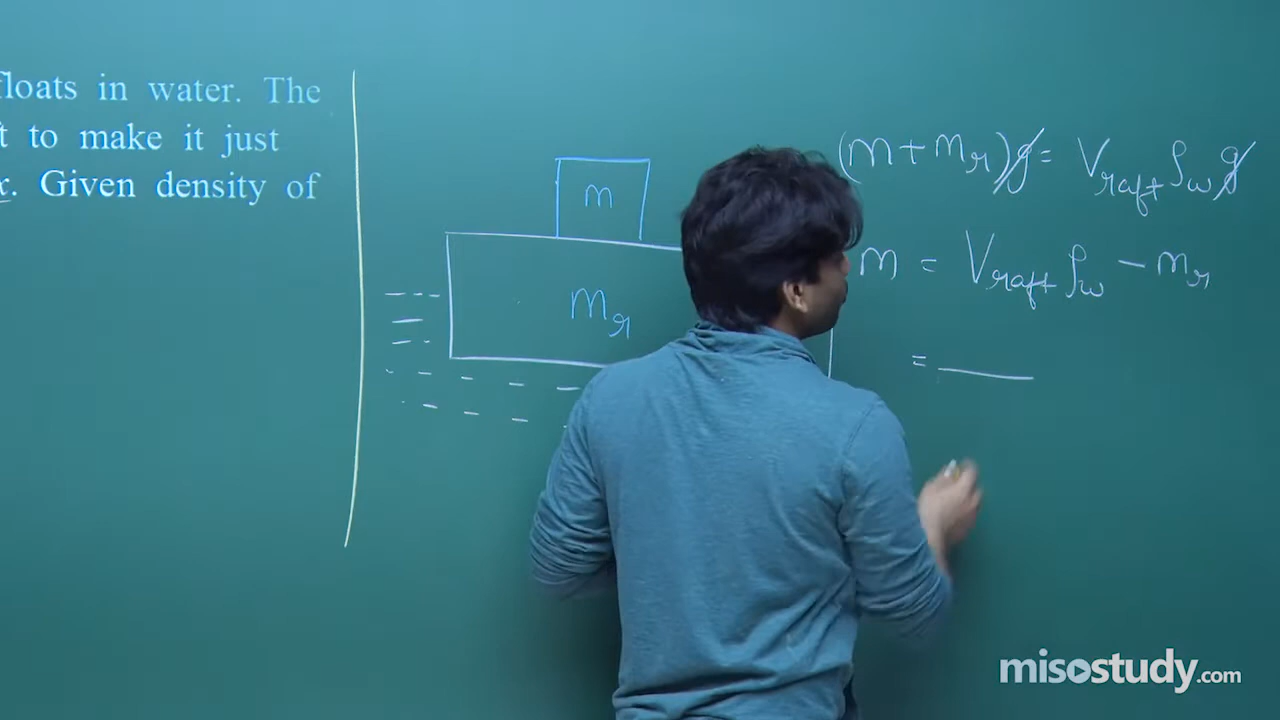 floats in water. The
t to make it just
x. Given density of
m
m_r
(m + m_r)g = V_raft ρ_w g
m = V_raft ρ_w - m_r
=
misostudy.com